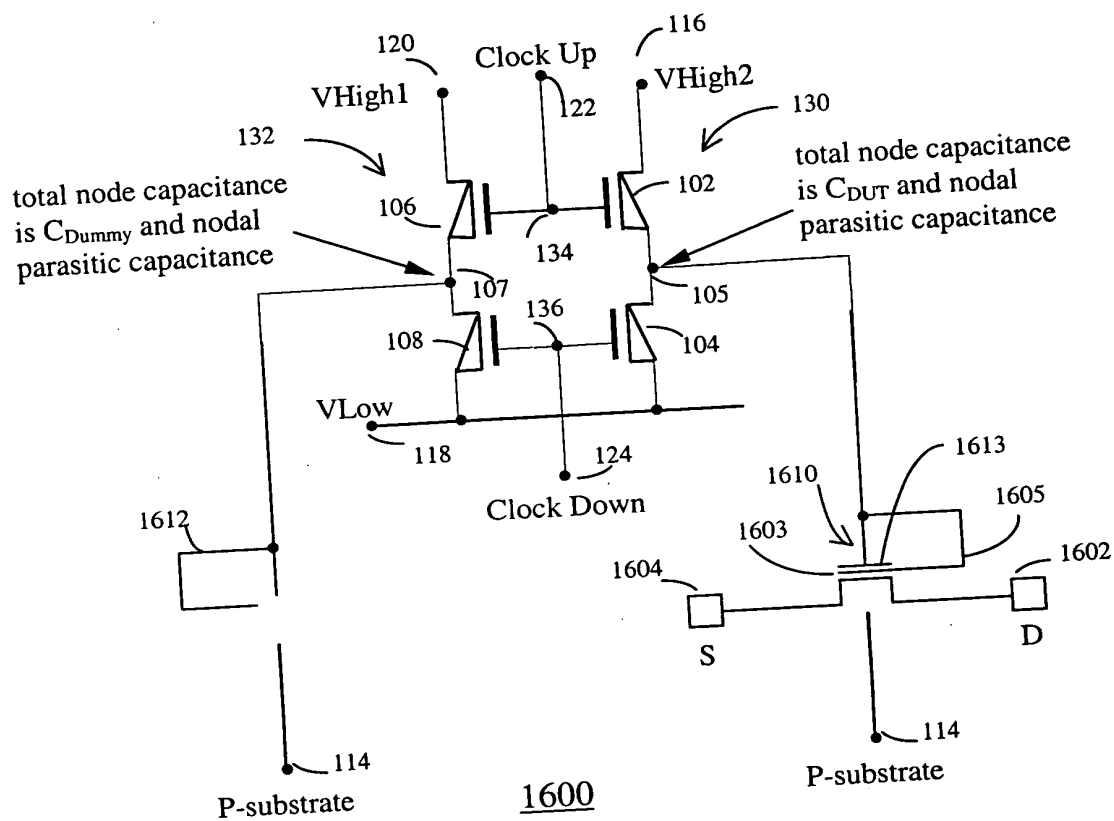 116
120
Clock Up
VHigh1
122
VHigh2
132
130
total node capacitance
is CDummy and nodal
parasitic capacitance
total node capacitance
is CDUT and nodal
parasitic capacitance
106
102
134
107
105
136
108
104
VLow
118
124
Clock Down
1610
1613
1612
1603
1605
1604
1602
S
D
114
P-substrate
114
P-substrate
1600